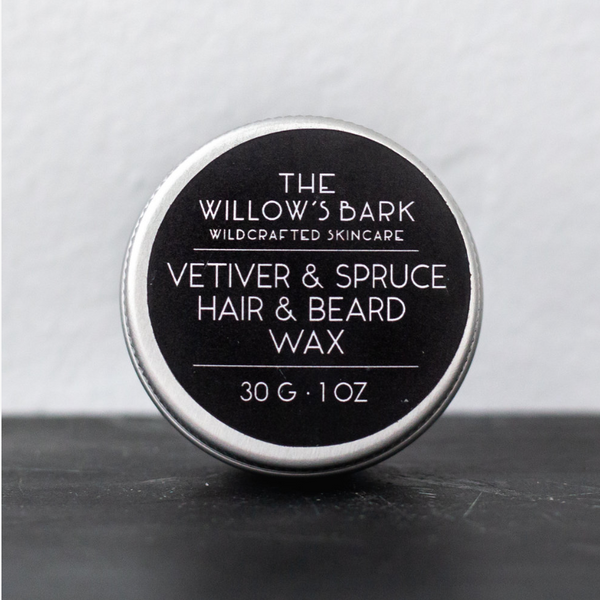 THE
WILLOW'S BARK
WILDCRAFTED SKINCARE
VETIVER & SPRUCE
HAIR & BEARD
WAX
30 G · 1 OZ